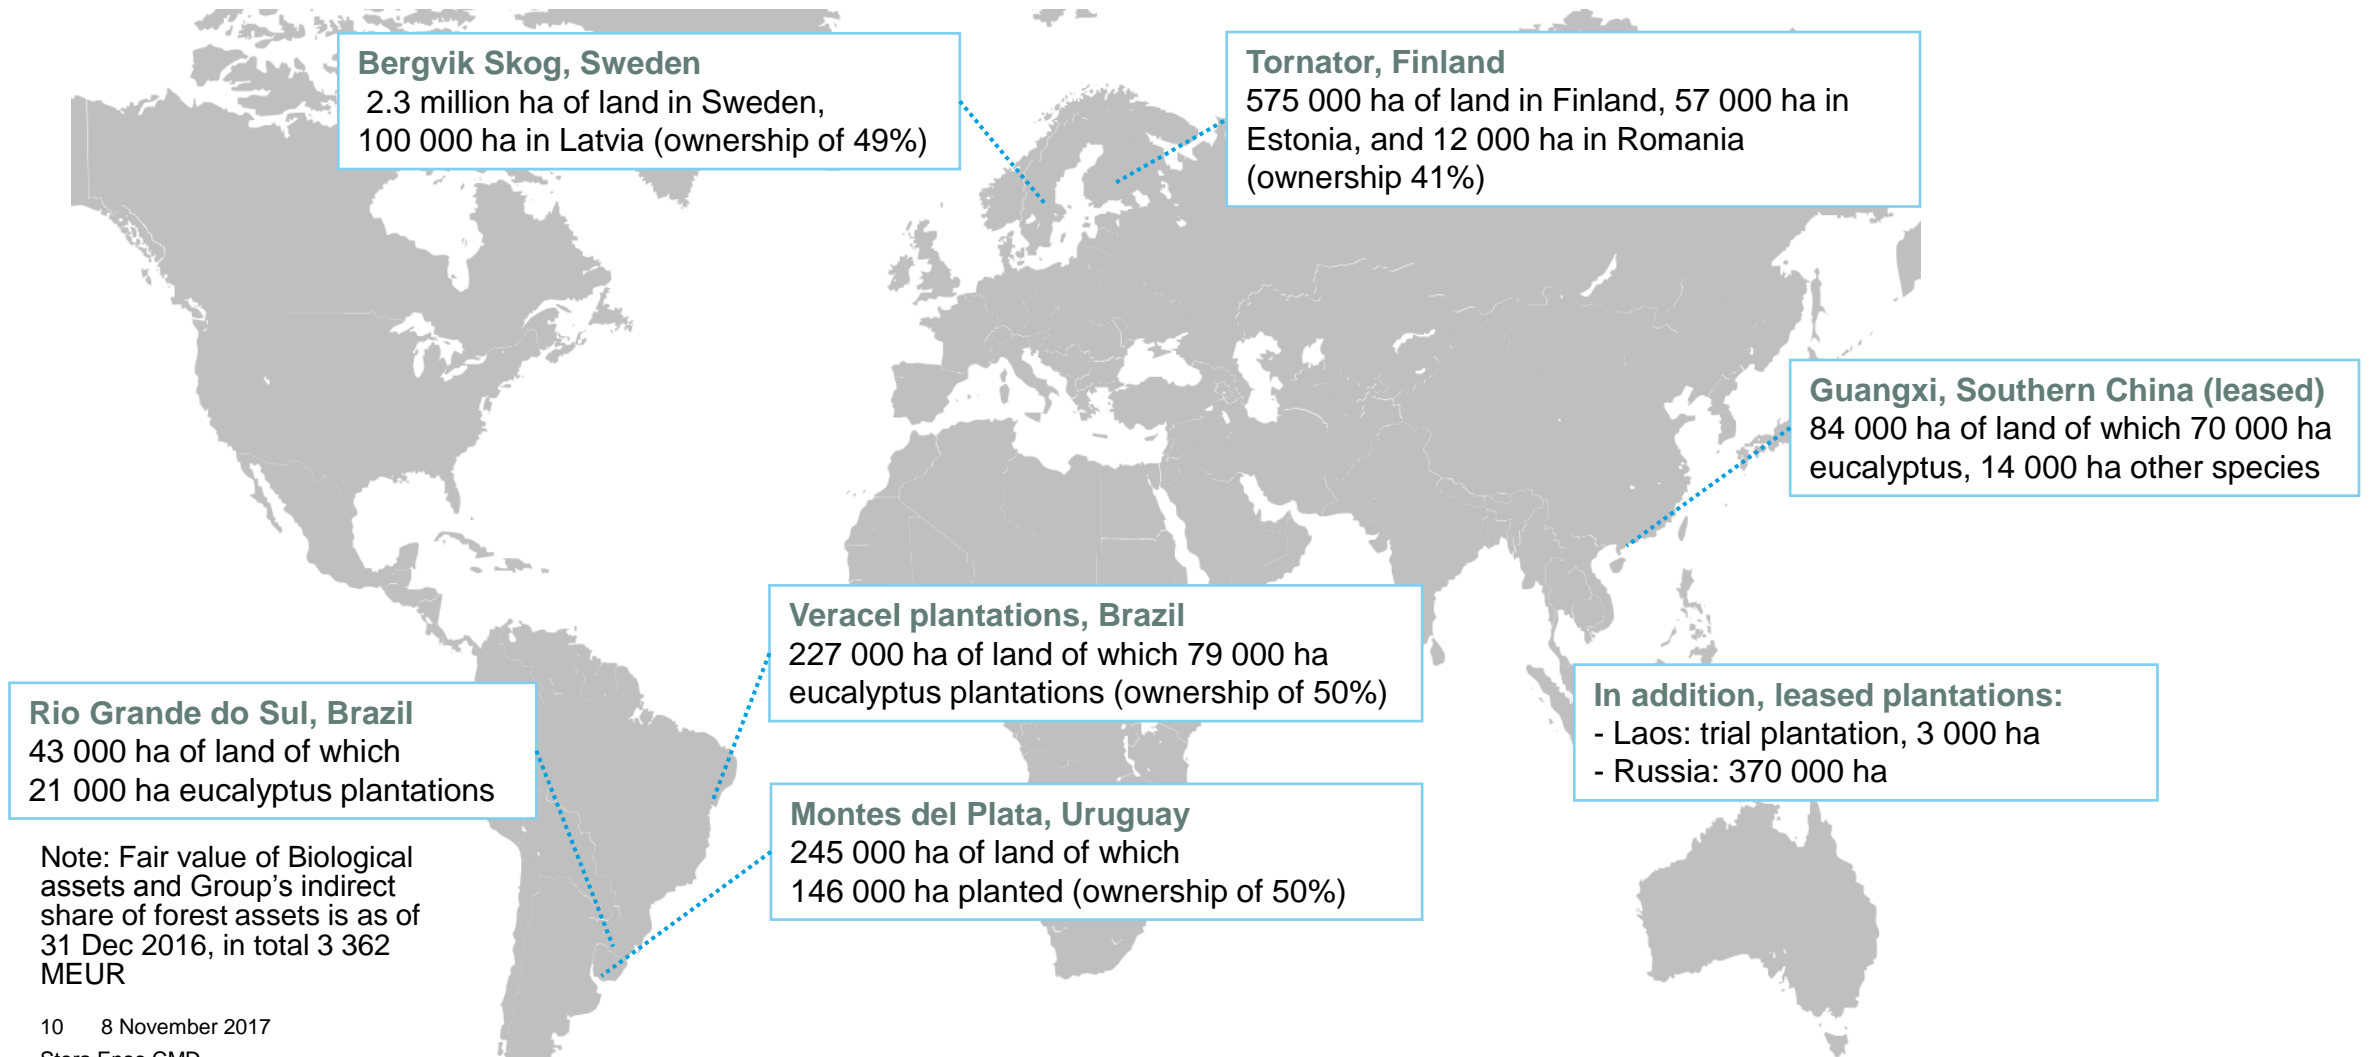 Bergvik Skog, Sweden
2.3 million ha of land in Sweden,
100 000 ha in Latvia (ownership of 49%)
Tornator, Finland
575 000 ha of land in Finland, 57 000 ha in
Estonia, and 12 000 ha in Romania
(ownership 41%)
Guangxi, Southern China (leased)
84 000 ha of land of which 70 000 ha
eucalyptus, 14 000 ha other species
Veracel plantations, Brazil
227 000 ha of land of which 79 000 ha
eucalyptus plantations (ownership of 50%)
Rio Grande do Sul, Brazil
43 000 ha of land of which
21 000 ha eucalyptus plantations
In addition, leased plantations:
- Laos: trial plantation, 3 000 ha
- Russia: 370 000 ha
Montes del Plata, Uruguay
245 000 ha of land of which
146 000 ha planted (ownership of 50%)
Note: Fair value of Biological
assets and Group's indirect
share of forest assets is as of
31 Dec 2016, in total 3 362
MEUR
10 8 November 2017
Stora Enso CMD